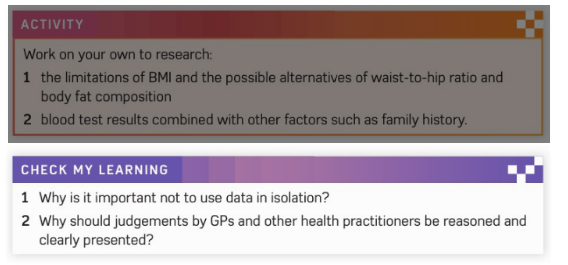 ACTIVITY
Work on your own to research:
1 the limitations of BMI and the possible alternatives of waist-to-hip ratio and
body fat composition
2 blood test results combined with other factors such as family history.
CHECK MY LEARNING
1 Why is it important not to use data in isolation?
2 Why should judgements by GPs and other health practitioners be reasoned and
clearly presented?